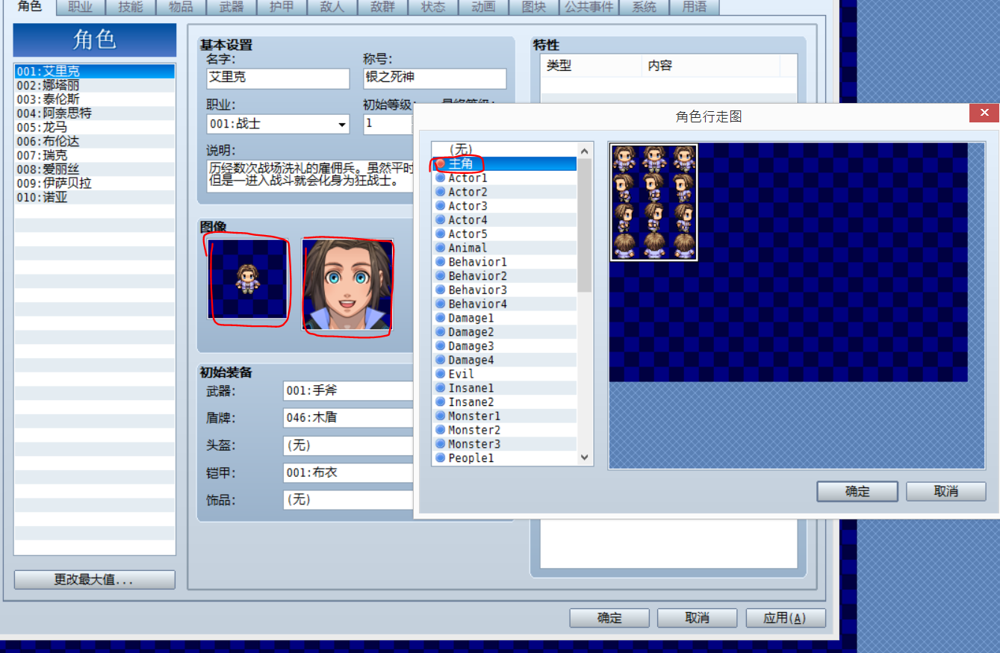 角色 职业 技能 物品 武器 护甲 敌人 敌群 状态 动画 图块 公共事件 系统 用语
角色
001:艾里克
002:娜塔丽
003:泰伦斯
004:阿奈思特
005:龙马
006:布伦达
007:瑞克
008:爱丽丝
009:伊萨贝拉
010:诺亚
更改最大值...
基本设置
名字:
称号:
艾里克
银之死神
职业:
初始等级:
最终等级:
001:战士
1
说明:
历经数次战场洗礼的雇佣兵。虽然平时
但是一进入战斗就会化身为狂战士。
图像
初始装备
武器:
001:手斧
盾牌:
046:木盾
头盔:
(无)
铠甲:
001:布衣
饰品:
(无)
特性
类型
内容
角色行走图
(无)
主角
Actor1
Actor2
Actor3
Actor4
Actor5
Animal
Behavior1
Behavior2
Behavior3
Behavior4
Damage1
Damage2
Damage3
Damage4
Evil
Insane1
Insane2
Monster1
Monster2
Monster3
People1
确定
取消
确定
取消
应用(A)